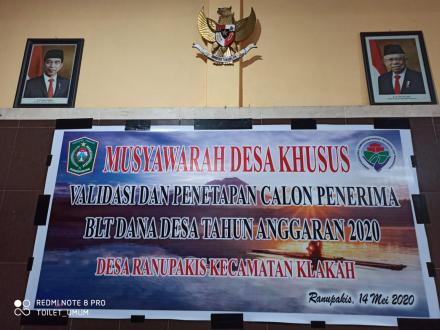 MUSYAWARAH DESA KHUSUS
VALIDASI DAN PENETAPAN CALON PENERIMA
BLT DANA DESA TAHUN ANGGARAN 2020
DESA RANUPAKIS-KECAMATAN KLAKAH
Ranupakis, 14 Mei 2020
REDMI NOTE 8 PRO
TOILET_UMUM